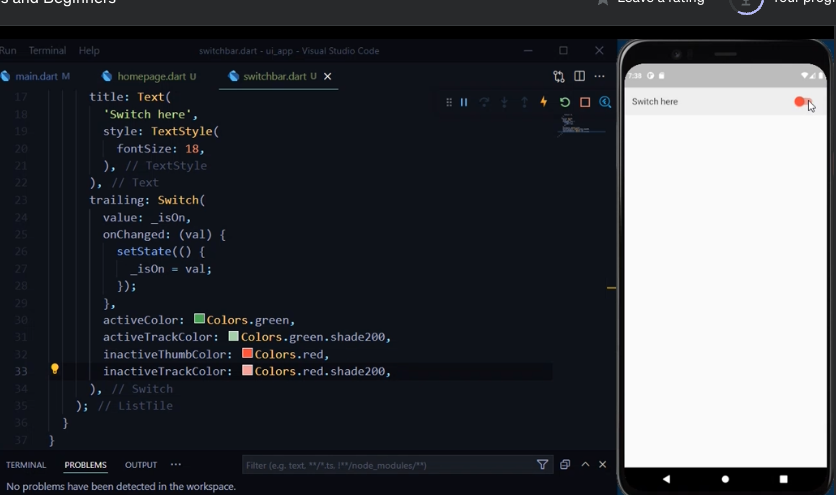 s and Beginners
Leave a rating
Your progr
Run Terminal Help
switchbar.dart - ui_app - Visual Studio Code
main.dart M
homepage.dart U
switchbar.dart U
17 title: Text(
18 'Switch here',
19 style: TextStyle(
20 fontSize: 18,
21 ), // TextStyle
22 ), // Text
23 trailing: Switch(
24 value: _isOn,
25 onChanged: (val) {
26 setState(() {
27 _isOn = val;
28 });
29 },
30 activeColor: Colors.green,
31 activeTrackColor: Colors.green.shade200,
32 inactiveThumbColor: Colors.red,
33 inactiveTrackColor: Colors.red.shade200,
34 ), // Switch
35 ); // ListTile
36 }
37 }
TERMINAL PROBLEMS OUTPUT ...
Filter (e.g. text, **/*.ts, !**/node_modules/**)
No problems have been detected in the workspace.
7:38
Switch here